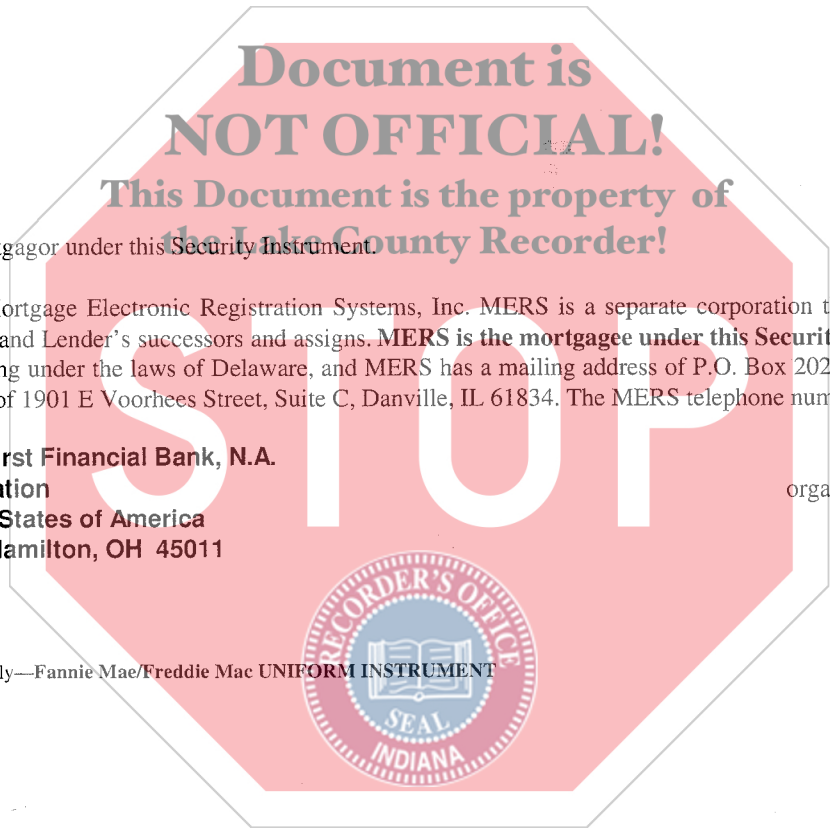 Document is
NOT OFFICIAL!
This Document is the property of
the Lake County Recorder!
gagor under this Security Instrument.
ortgage Electronic Registration Systems, Inc. MERS is a separate corporation t
and Lender's successors and assigns. MERS is the mortgagee under this Securit
ng under the laws of Delaware, and MERS has a mailing address of P.O. Box 202
of 1901 E Voorhees Street, Suite C, Danville, IL 61834. The MERS telephone num
STOP
rst Financial Bank, N.A.
ation orga
States of America
Hamilton, OH 45011
RECORDER'S OFFICE
SEAL
INDIANA
ly—Fannie Mae/Freddie Mac UNIFORM INSTRUMENT